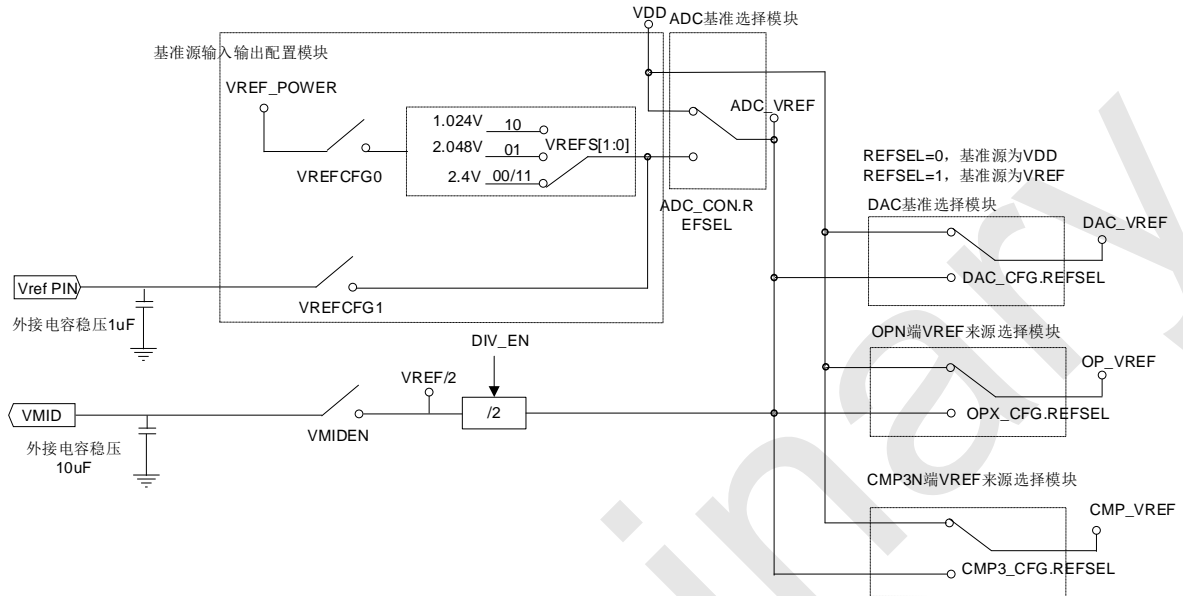 VDD
ADC基准选择模块
基准源输入输出配置模块
VREF_POWER
ADC_VREF
1.024V
10
2.048V
01
VREFS[1:0]
2.4V
00/11
VREFCFG0
ADC_CON.R
EFSEL
REFSEL=0，基准源为VDD
REFSEL=1，基准源为VREF
DAC基准选择模块
DAC_VREF
DAC_CFG.REFSEL
Vref PIN
VREFCFG1
外接电容稳压1uF
OPN端VREF来源选择模块
DIV_EN
OP_VREF
VREF/2
/2
OPX_CFG.REFSEL
VMID
VMIDEN
外接电容稳压
10uF
CMP3N端VREF来源选择模块
CMP_VREF
CMP3_CFG.REFSEL
inary